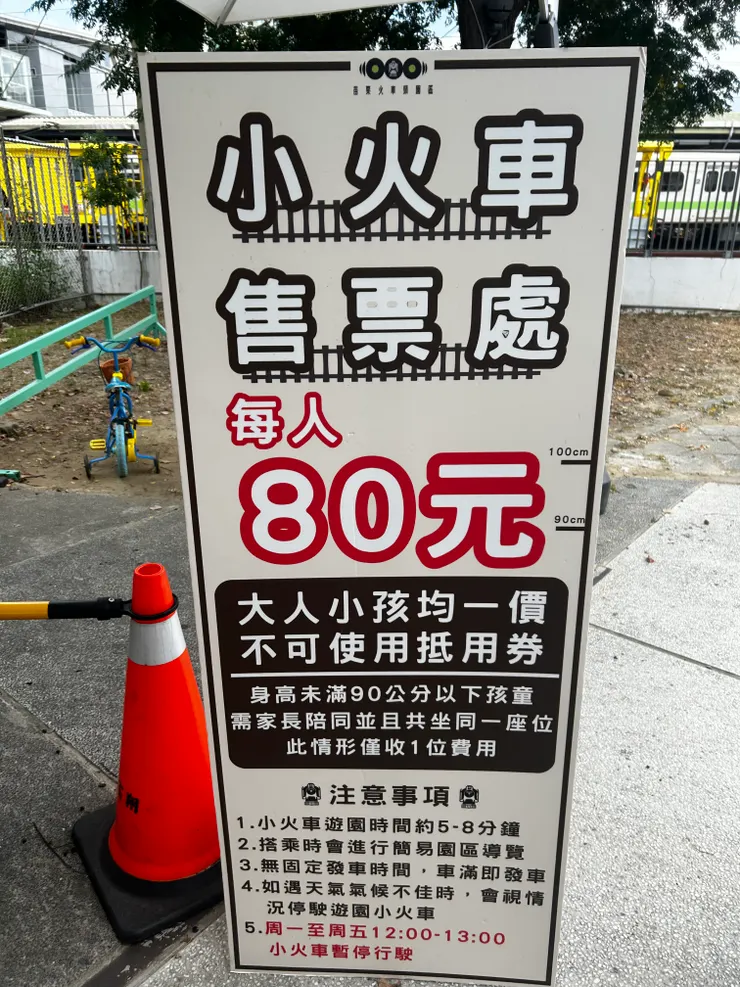 苗栗火車頭園區
小火車
售票處
每人
80元
100cm
90cm
大人小孩均一價
不可使用抵用券
身高未滿90公分以下孩童
需家長陪同並且共坐同一座位
此情形僅收1位費用
注意事項
1.小火車遊園時間約5-8分鐘
2.搭乘時會進行簡易園區導覽
3.無固定發車時間,車滿即發車
4.如遇天氣氣候不佳時,會視情
況停駛遊園小火車
5.周一至周五12:00-13:00
小火車暫停行駛